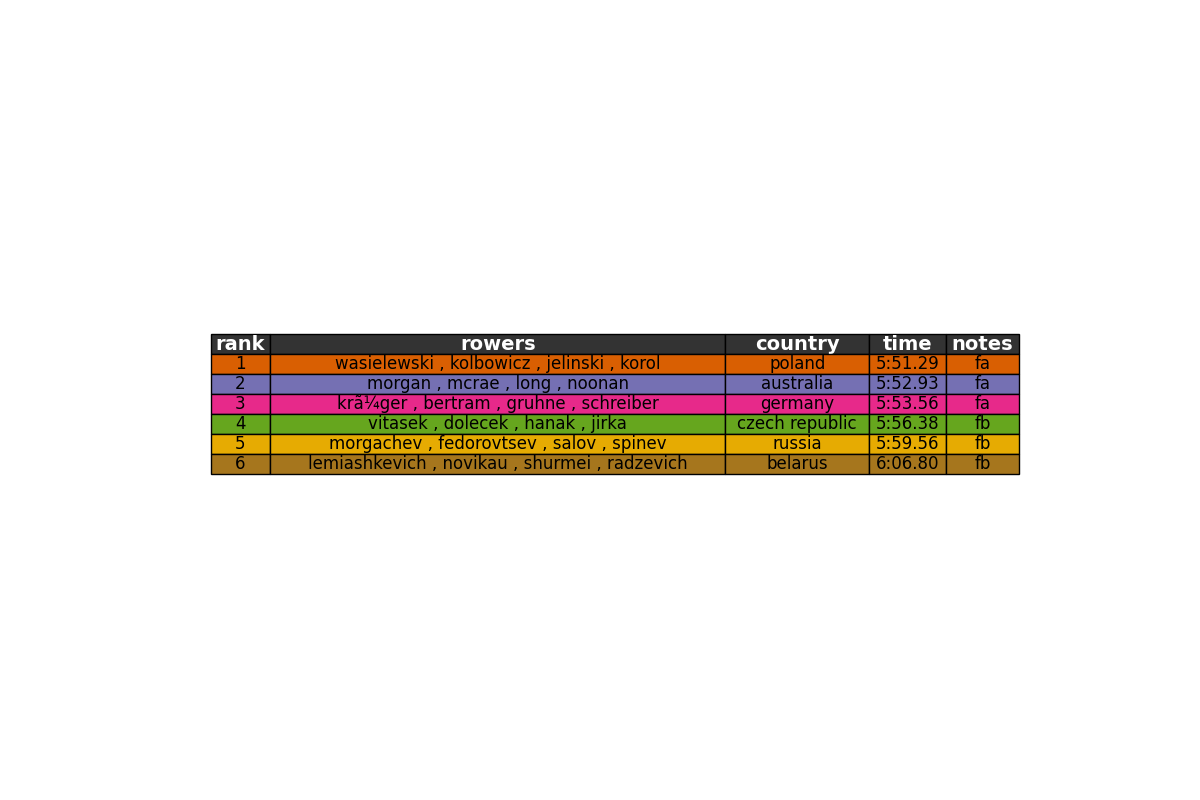 rank rowers country time notes
1 wasielewski , kolbowicz , jelinski , korol poland 5:51.29 fa
2 morgan , mcrae , long , noonan australia 5:52.93 fa
3 krã¼ger , bertram , gruhne , schreiber germany 5:53.56 fa
4 vitasek , dolecek , hanak , jirka czech republic 5:56.38 fb
5 morgachev , fedorovtsev , salov , spinev russia 5:59.56 fb
6 lemiashkevich , novikau , shurmei , radzevich belarus 6:06.80 fb